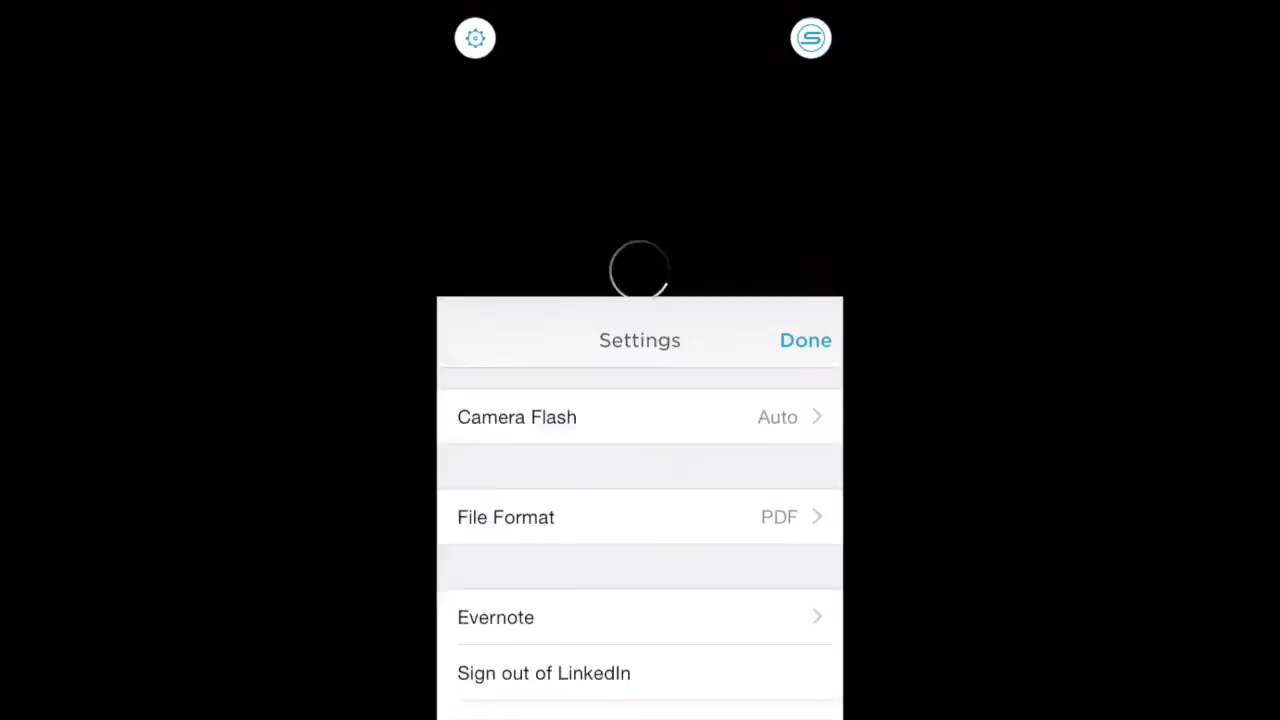 Settings
Done
Camera Flash
Auto
File Format
PDF
Evernote
Sign out of LinkedIn